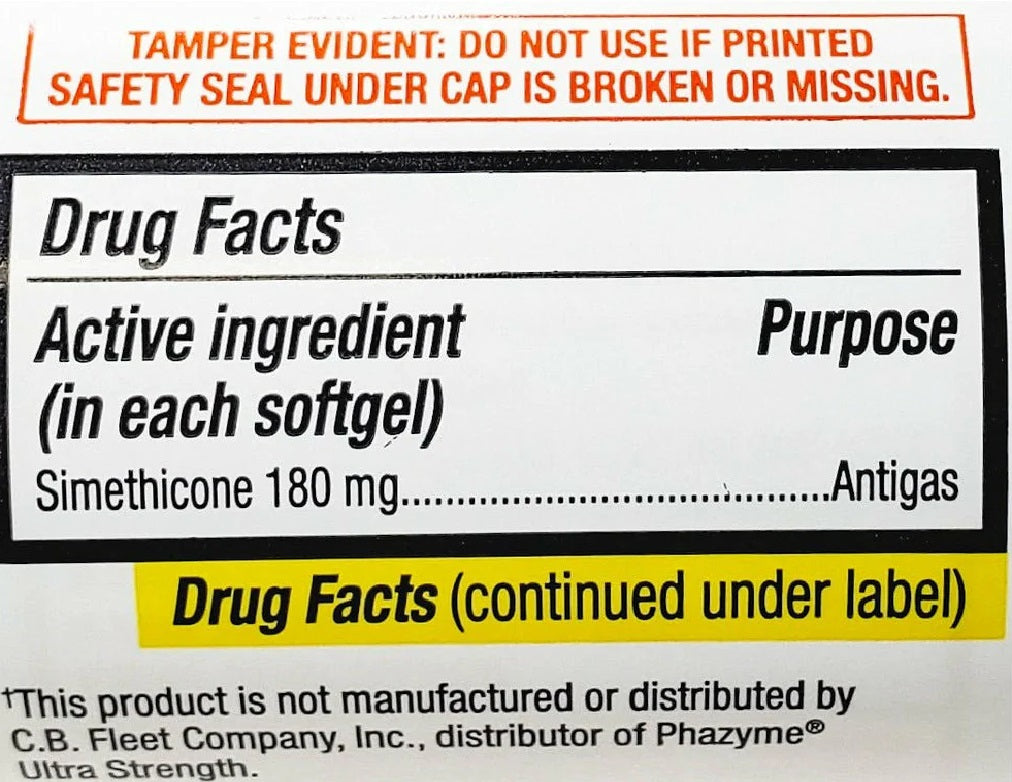 TAMPER EVIDENT: DO NOT USE IF PRINTED
SAFETY SEAL UNDER CAP IS BROKEN OR MISSING.
Drug Facts
Active ingredient Purpose
(in each softgel)
Simethicone 180 mg................................................Antigas
Drug Facts (continued under label)
†This product is not manufactured or distributed by
C.B. Fleet Company, Inc., distributor of Phazyme®
Ultra Strength.